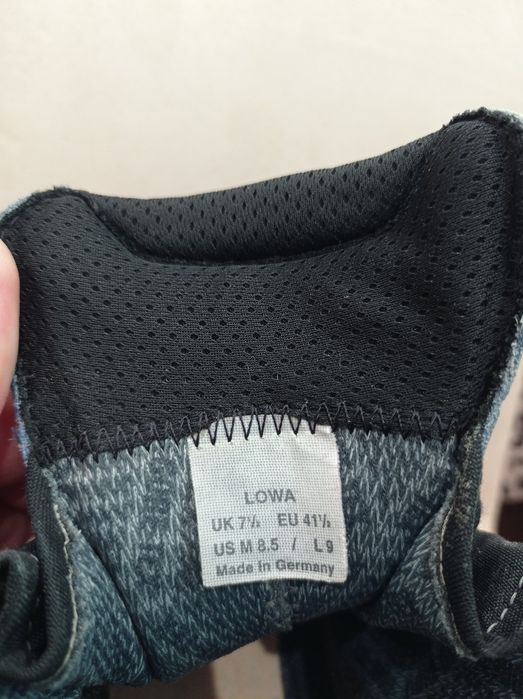 LOWA
UK 7½ EU 41½
US M 8.5 / L 9
Made in Germany